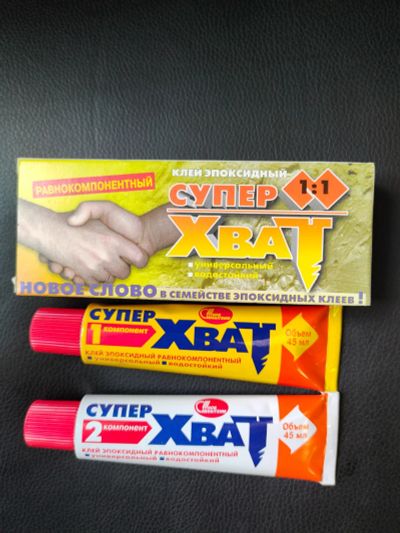 КЛЕЙ ЭПОКСИДНЫЙ
РАВНОКОМПОНЕНТНЫЙ
СУПЕР 1:1
ХВАТ
универсальный
водостойкий
НОВОЕ СЛОВО В СЕМЕЙСТВЕ ЭПОКСИДНЫХ КЛЕЕВ!
СУПЕР
1 КОМПОНЕНТ
ХВАТ
Объем
45 мл
КЛЕЙ ЭПОКСИДНЫЙ РАВНОКОМПОНЕНТНЫЙ
универсальный водостойкий
СУПЕР
2 КОМПОНЕНТ
ХВАТ
Объем
45 мл
КЛЕЙ ЭПОКСИДНЫЙ РАВНОКОМПОНЕНТНЫЙ
универсальный водостойкий